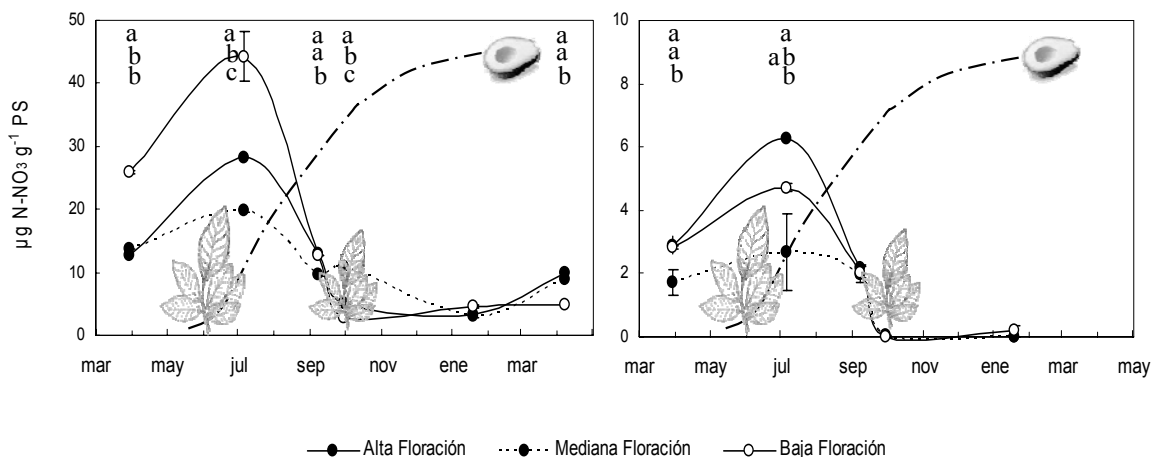 50
40
30
20
10
0
µg N-NO3 g-1 PS
a a a a a
b b a b a
b c b c b
mar may jul sep nov ene mar
10
8
6
4
2
0
a a
a a b
b b
mar may jul sep nov ene mar may
Alta Floración Mediana Floración Baja Floración